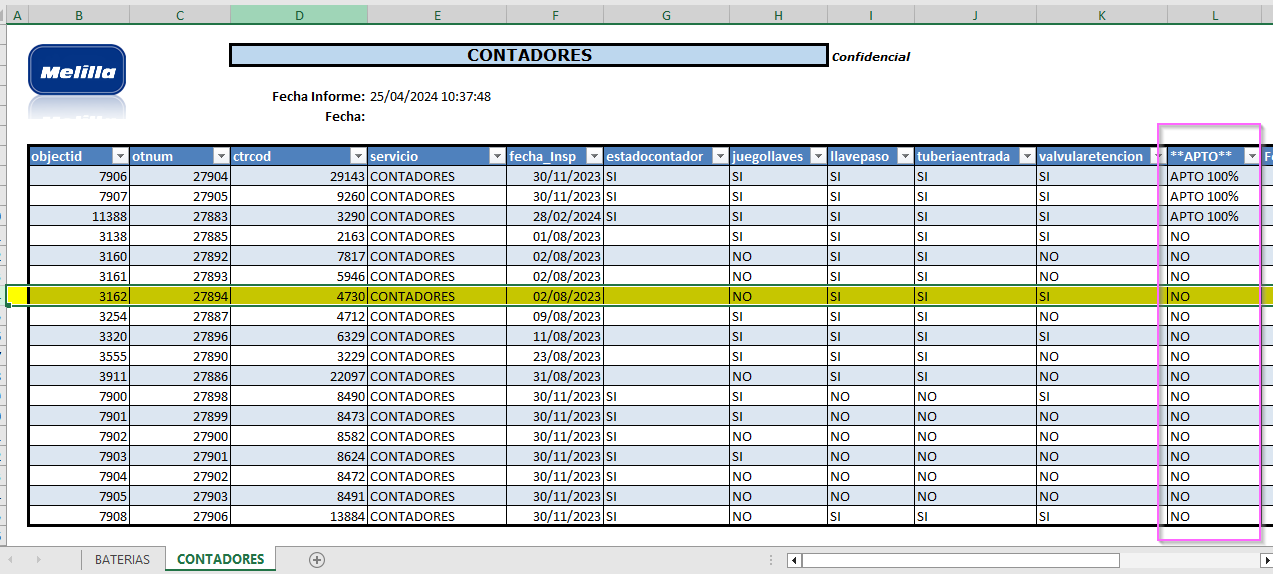 A B C D E F G H I J K L
Melilla
CONTADORES
Confidencial
Fecha Informe: 25/04/2024 10:37:48
Fecha:
objectid otnum ctrcod servicio fecha_Insp estadocontador juegollaves llavepaso tuberiaentrada valvularetencion **APTO**
7906 27904 29143 CONTADORES 30/11/2023 SI SI SI SI SI APTO 100%
7907 27905 9260 CONTADORES 30/11/2023 SI SI SI SI SI APTO 100%
11388 27883 3290 CONTADORES 28/02/2024 SI SI SI SI SI APTO 100%
3138 27885 2163 CONTADORES 01/08/2023 SI SI SI SI NO
3160 27892 7817 CONTADORES 02/08/2023 NO SI SI NO NO
3161 27893 5946 CONTADORES 02/08/2023 NO SI SI NO NO
3162 27894 4730 CONTADORES 02/08/2023 NO SI SI SI NO
3254 27887 4712 CONTADORES 09/08/2023 SI SI SI NO NO
3320 27896 6329 CONTADORES 11/08/2023 SI SI SI SI NO
3555 27890 3229 CONTADORES 23/08/2023 SI SI SI NO NO
3911 27886 22097 CONTADORES 31/08/2023 NO SI SI NO NO
7900 27898 8490 CONTADORES 30/11/2023 SI SI NO NO SI NO
7901 27899 8473 CONTADORES 30/11/2023 SI SI NO NO NO NO
7902 27900 8582 CONTADORES 30/11/2023 SI NO NO NO NO NO
7903 27901 8624 CONTADORES 30/11/2023 SI SI NO NO NO NO
7904 27902 8472 CONTADORES 30/11/2023 SI NO NO NO NO NO
7905 27903 8491 CONTADORES 30/11/2023 SI NO NO NO NO NO
7908 27906 13884 CONTADORES 30/11/2023 SI NO SI SI SI NO
BATERIAS CONTADORES